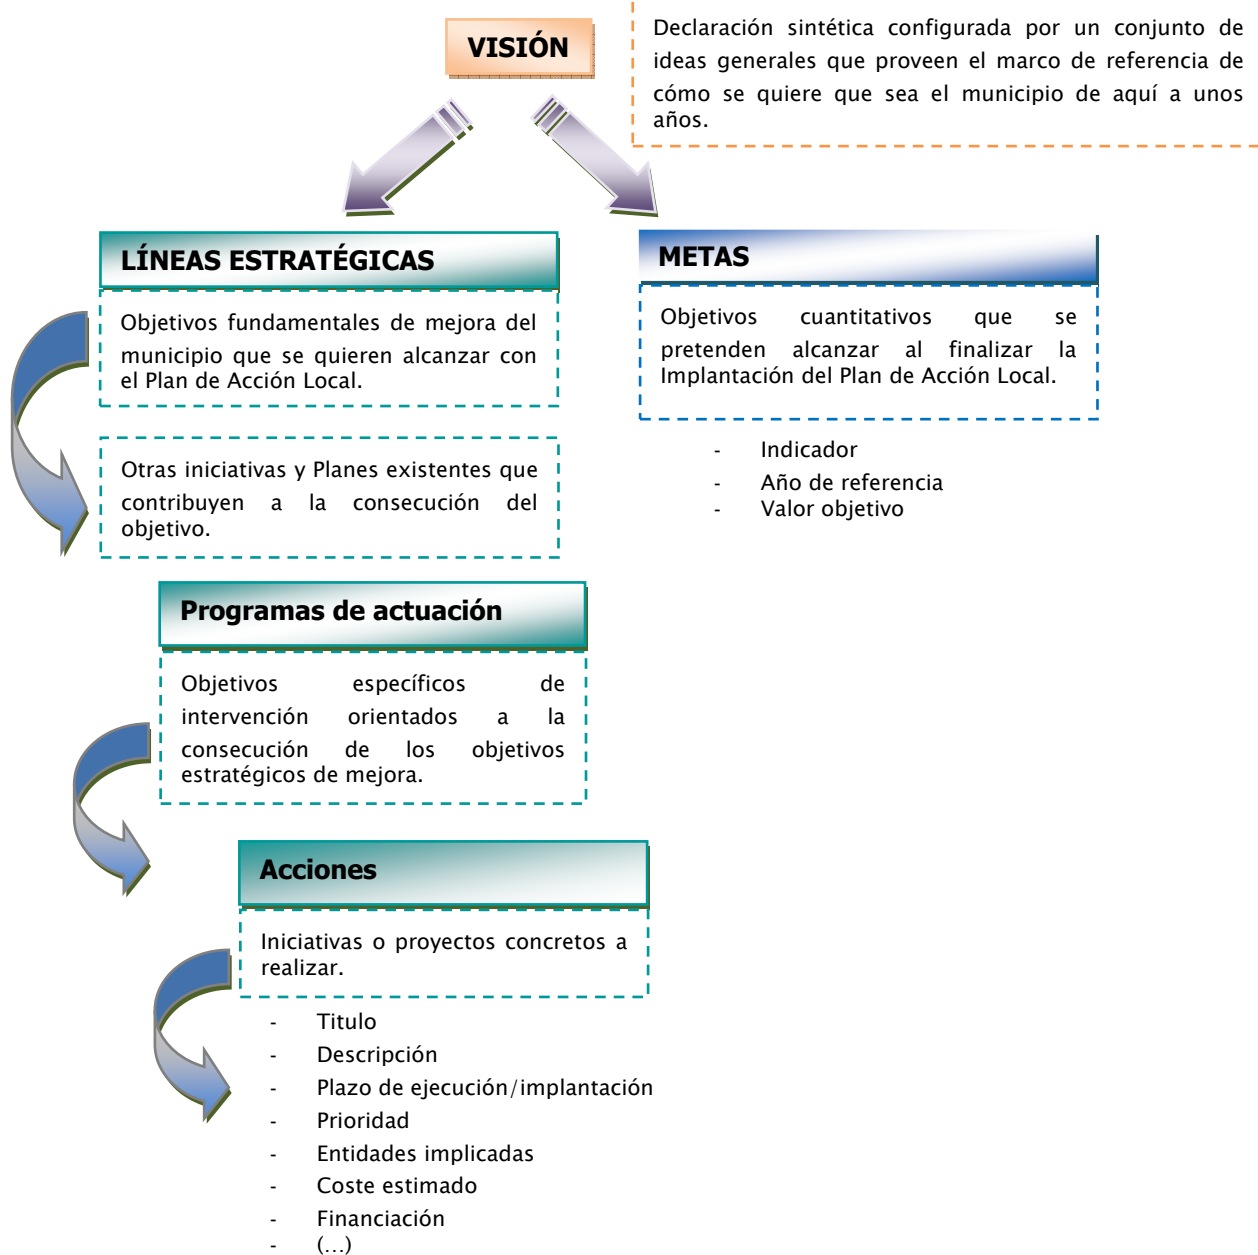 VISIÓN
Declaración sintética configurada por un conjunto de
ideas generales que proveen el marco de referencia de
cómo se quiere que sea el municipio de aquí a unos
años.
LÍNEAS ESTRATÉGICAS
Objetivos fundamentales de mejora del
municipio que se quieren alcanzar con
el Plan de Acción Local.
Otras iniciativas y Planes existentes que
contribuyen a la consecución del
objetivo.
METAS
Objetivos cuantitativos que se
pretenden alcanzar al finalizar la
Implantación del Plan de Acción Local.
- Indicador
- Año de referencia
- Valor objetivo
Programas de actuación
Objetivos específicos de
intervención orientados a la
consecución de los objetivos
estratégicos de mejora.
Acciones
Iniciativas o proyectos concretos a
realizar.
- Titulo
- Descripción
- Plazo de ejecución/implantación
- Prioridad
- Entidades implicadas
- Coste estimado
- Financiación
- (...)